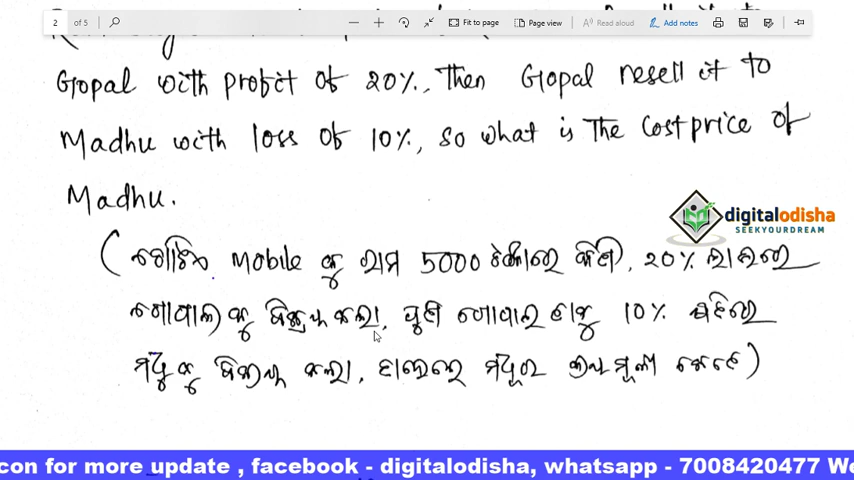 2 of 5 Fit to page Page view Read aloud Add notes
Gopal with profit of 20%, Then Gopal resell it to
Madhu with loss of 10%, so what is The Cost price of
Madhu.
digitalodisha
SEEKYOURDREAM
( Mobile କୁ ରାମ 5000 ଟଙ୍କାରେ କିଣି, ୨୦% ଲାଭରେ
ଗୋପାଳ କୁ ବିକ୍ରୟ କଲା, ପୁଣି ଗୋପାଳ ତାକୁ 10% କ୍ଷତିରେ
ମଧୁ କୁ ବିକ୍ରୟ କଲା, ତାହେଲେ ମଧୁର କ୍ରୟ ମୂଲ୍ୟ କେତେ)
con for more update , facebook - digitalodisha, whatsapp - 7008420477 We